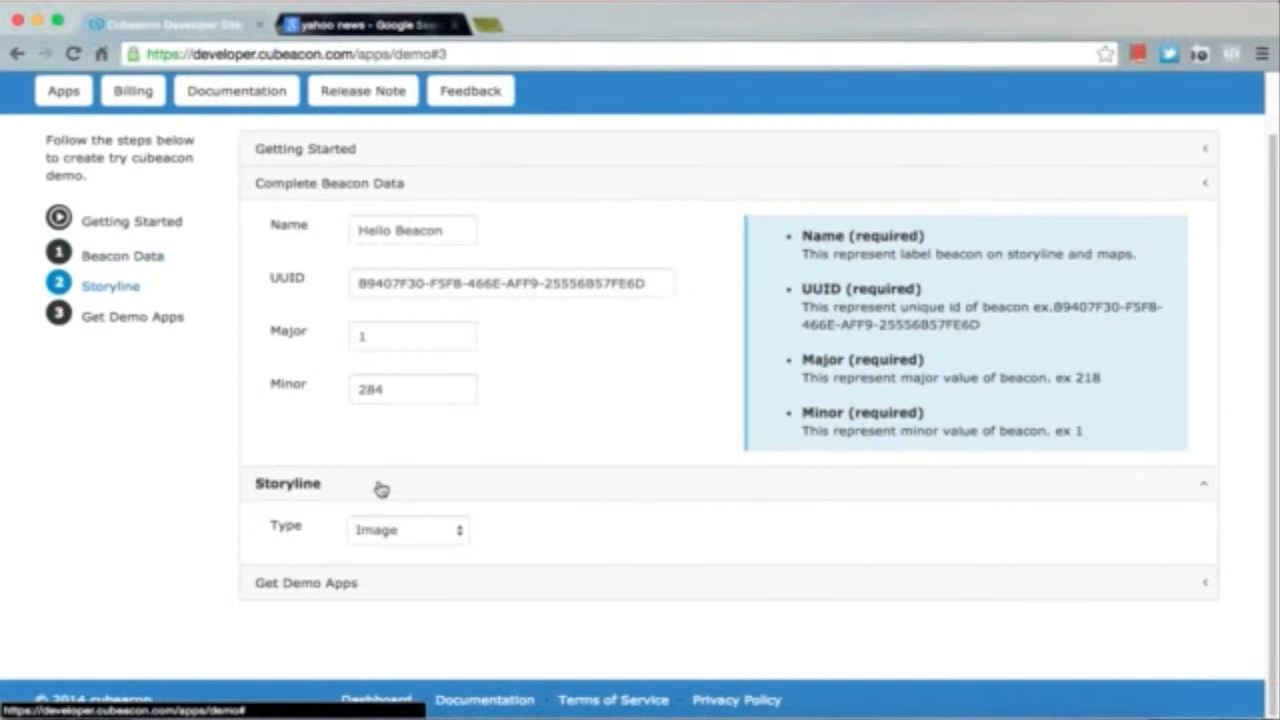 Cubeacon Developer Site
yahoo news - Google Sea
https://developer.cubeacon.com/apps/demo#3
Apps
Billing
Documentation
Release Note
Feedback
Follow the steps below
to create try cubeacon
demo.
Getting Started
1 Beacon Data
2 Storyline
3 Get Demo Apps
Getting Started
Complete Beacon Data
Name Hello Beacon
UUID B9407F30-F5F8-466E-AFF9-25556B57FE6D
Major 1
Minor 284
• Name (required)
This represent label beacon on storyline and maps.
• UUID (required)
This represent unique id of beacon ex.B9407F30-F5F8-
466E-AFF9-25556B57FE6D
• Major (required)
This represent major value of beacon. ex 218
• Minor (required)
This represent minor value of beacon. ex 1
Storyline
Type Image
Get Demo Apps
© 2014 cubeacon
Dashboard
Documentation
Terms of Service
Privacy Policy
https://developer.cubeacon.com/apps/demo#